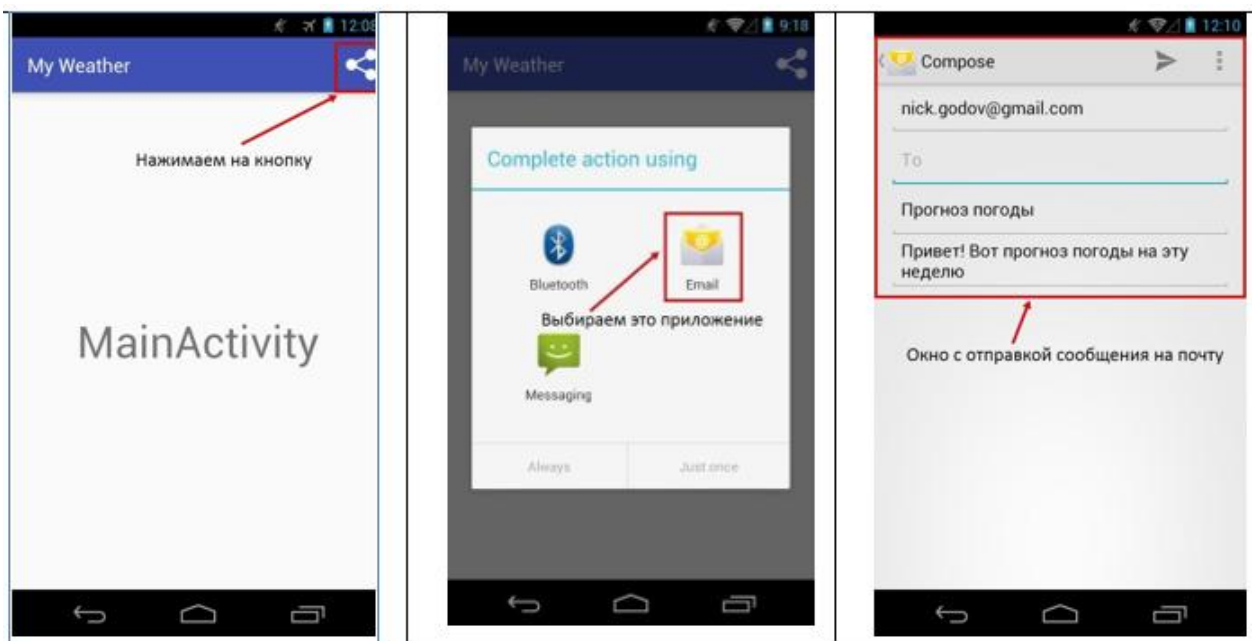 12:08
My Weather
Нажимаем на кнопку
MainActivity
9:18
My Weather
Complete action using
Bluetooth
Email
Выбираем это приложение
Messaging
Always
Just once
12:10
Compose
nick.godov@gmail.com
To
Прогноз погоды
Привет! Вот прогноз погоды на эту
неделю
Окно с отправкой сообщения на почту